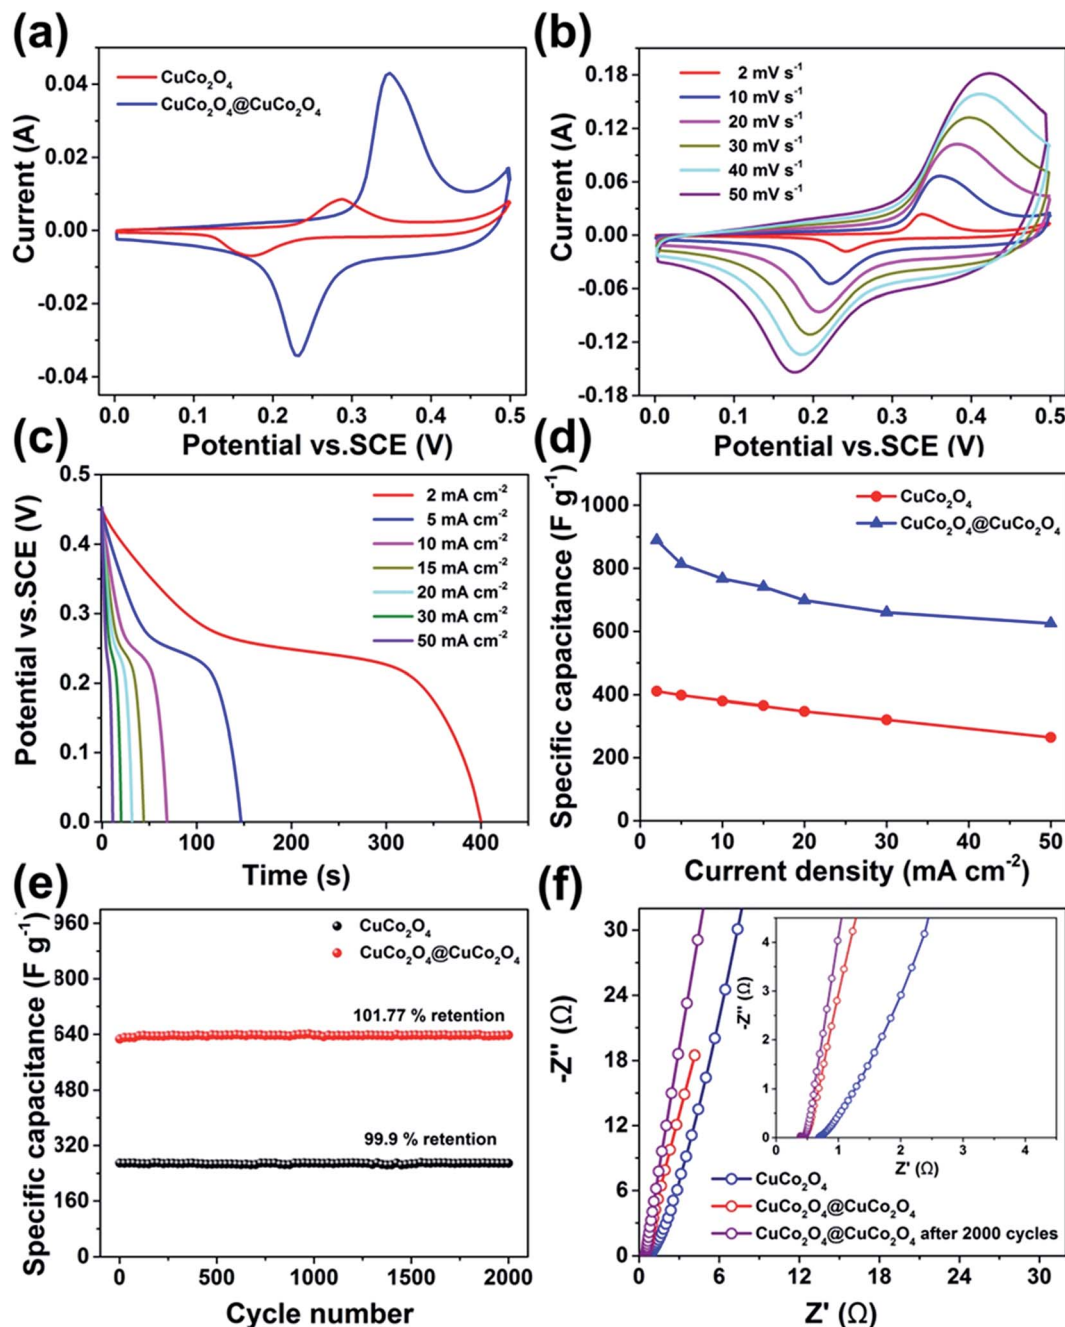 (a)
CuCo₂O₄
CuCo₂O₄@CuCo₂O₄
0.04
0.02
0.00
-0.02
-0.04
Current (A)
0.0 0.1 0.2 0.3 0.4 0.5
Potential vs.SCE (V)
(b)
2 mV s⁻¹
10 mV s⁻¹
20 mV s⁻¹
30 mV s⁻¹
40 mV s⁻¹
50 mV s⁻¹
0.18
0.12
0.06
0.00
-0.06
-0.12
-0.18
Current (A)
0.0 0.1 0.2 0.3 0.4 0.5
Potential vs.SCE (V)
(c)
2 mA cm⁻²
5 mA cm⁻²
10 mA cm⁻²
15 mA cm⁻²
20 mA cm⁻²
30 mA cm⁻²
50 mA cm⁻²
0.5
0.4
0.3
0.2
0.1
0.0
Potential vs.SCE (V)
0 100 200 300 400
Time (s)
(d)
CuCo₂O₄
CuCo₂O₄@CuCo₂O₄
1000
800
600
400
200
0
Specific capacitance (F g⁻¹)
0 10 20 30 40 50
Current density (mA cm⁻²)
(e)
CuCo₂O₄
CuCo₂O₄@CuCo₂O₄
101.77 % retention
99.9 % retention
960
800
640
480
320
160
0
Specific capacitance (F g⁻¹)
0 500 1000 1500 2000
Cycle number
(f)
30
24
18
12
6
0
-Z'' (Ω)
4
3
2
1
0
-Z'' (Ω)
0 1 2 3 4
Z' (Ω)
CuCo₂O₄
CuCo₂O₄@CuCo₂O₄
CuCo₂O₄@CuCo₂O₄ after 2000 cycles
0 6 12 18 24 30
Z' (Ω)